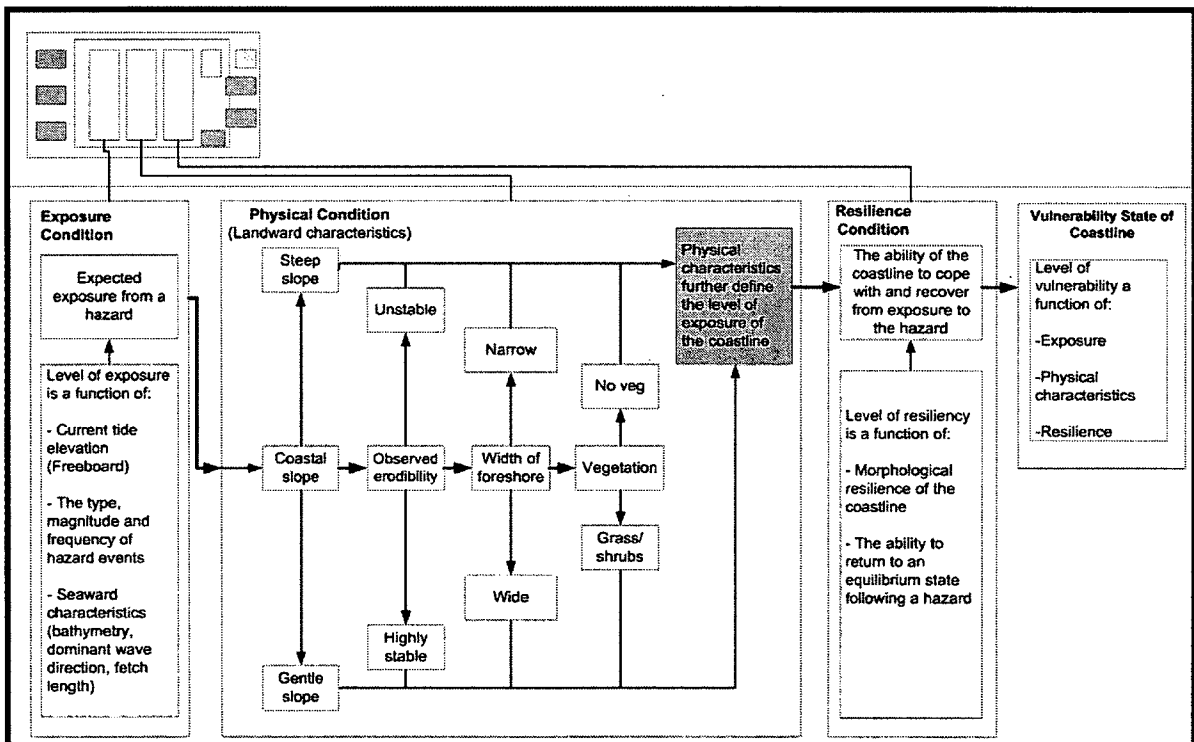 Exposure
Condition
Expected
exposure from a
hazard
Level of exposure
is a function of:
- Current tide
elevation
(Freeboard)
- The type,
magnitude and
frequency of
hazard events
- Seaward
characteristics
(bathymetry,
dominant wave
direction, fetch
length)
Physical Condition
(Landward characteristics)
Steep
slope
Coastal
slope
Gentle
slope
Unstable
Observed
erodibility
Highly
stable
Narrow
Width of
foreshore
Wide
No veg
Vegetation
Grass/
shrubs
Physical
characteristics
further define
the level of
exposure of
the coastline
Resilience
Condition
The ability of the
coastline to cope
with and recover
from exposure to
the hazard
Level of resiliency
is a function of:
- Morphological
resilience of the
coastline
- The ability to
return to an
equilibrium state
following a hazard
Vulnerability State of
Coastline
Level of
vulnerability a
function of:
-Exposure
-Physical
characteristics
-Resilience